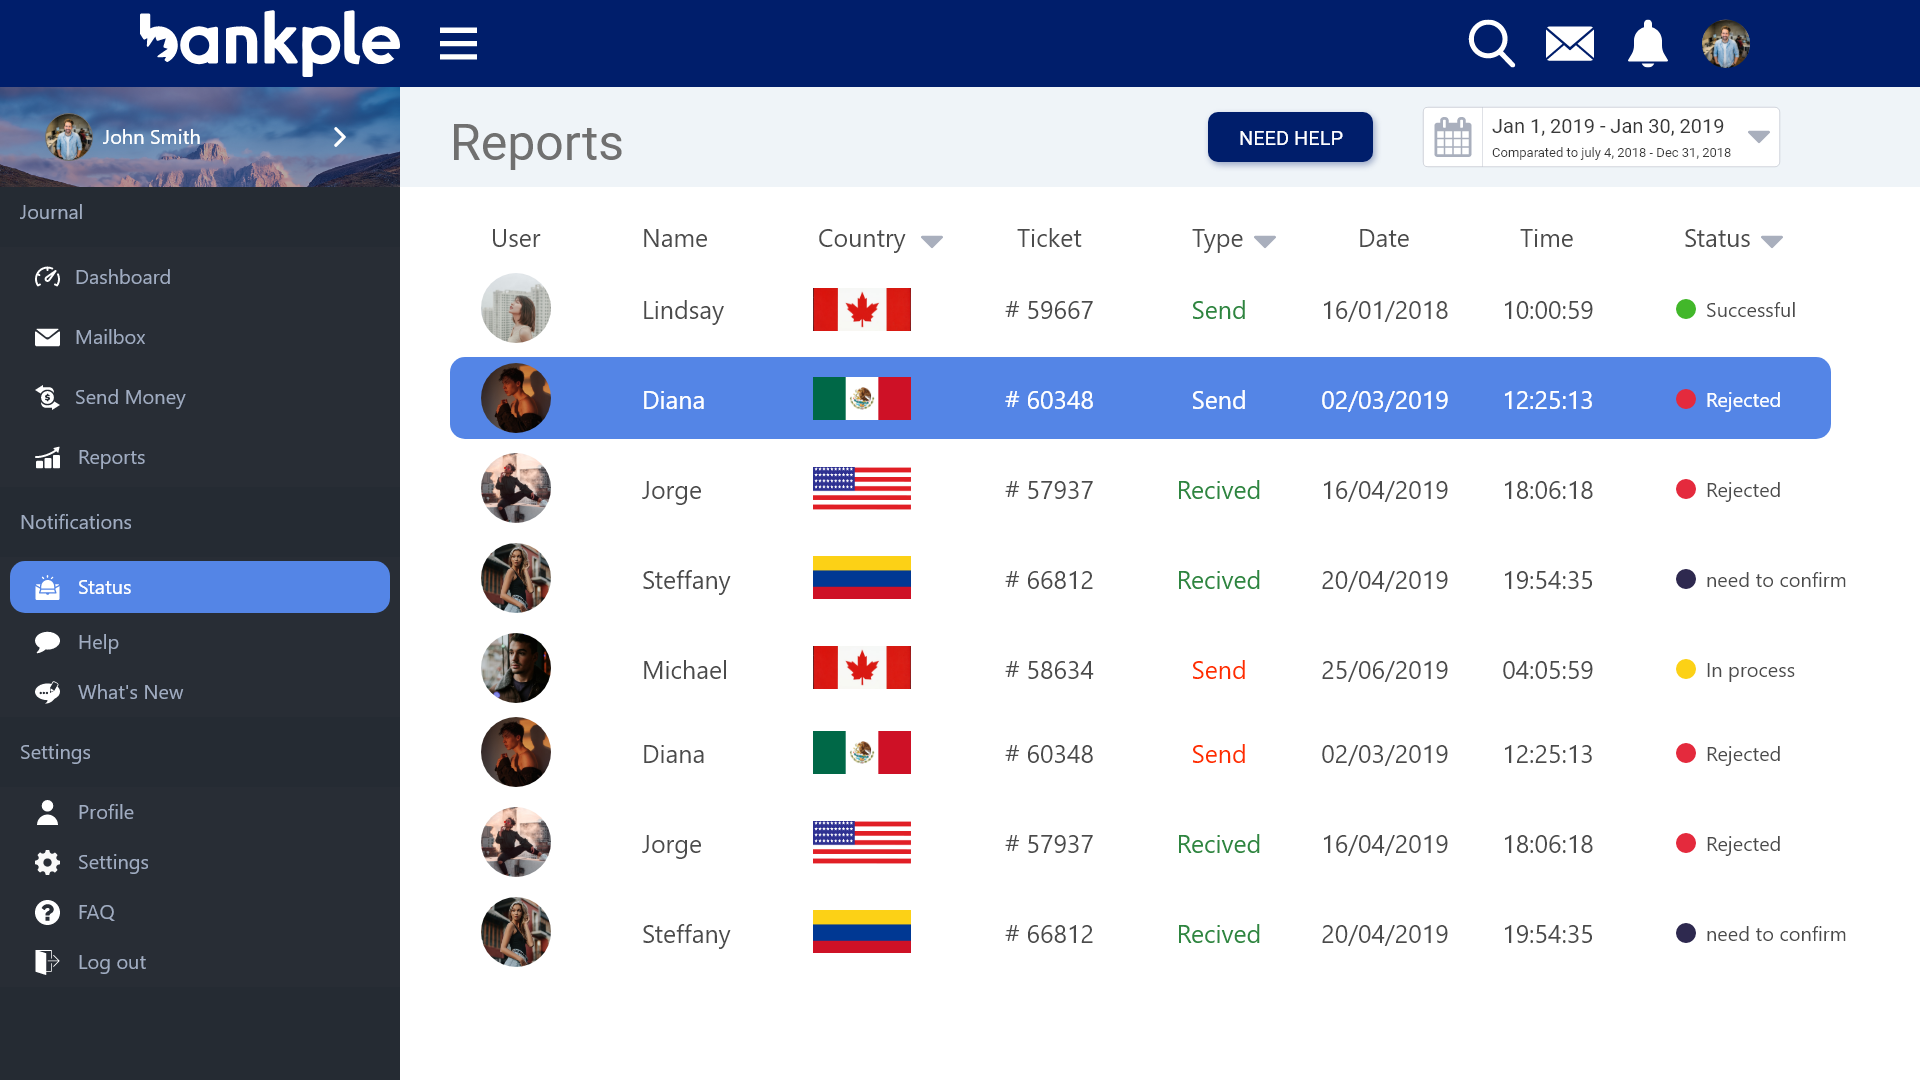 bankple
John Smith
Journal
Dashboard
Mailbox
Send Money
Reports
Notifications
Status
Help
What's New
Settings
Profile
Settings
FAQ
Log out
Reports
NEED HELP
Jan 1, 2019 - Jan 30, 2019
Comparated to july 4, 2018 - Dec 31, 2018
User Name Country Ticket Type Date Time Status
Lindsay # 59667 Send 16/01/2018 10:00:59 Successful
Diana # 60348 Send 02/03/2019 12:25:13 Rejected
Jorge # 57937 Recived 16/04/2019 18:06:18 Rejected
Steffany # 66812 Recived 20/04/2019 19:54:35 need to confirm
Michael # 58634 Send 25/06/2019 04:05:59 In process
Diana # 60348 Send 02/03/2019 12:25:13 Rejected
Jorge # 57937 Recived 16/04/2019 18:06:18 Rejected
Steffany # 66812 Recived 20/04/2019 19:54:35 need to confirm